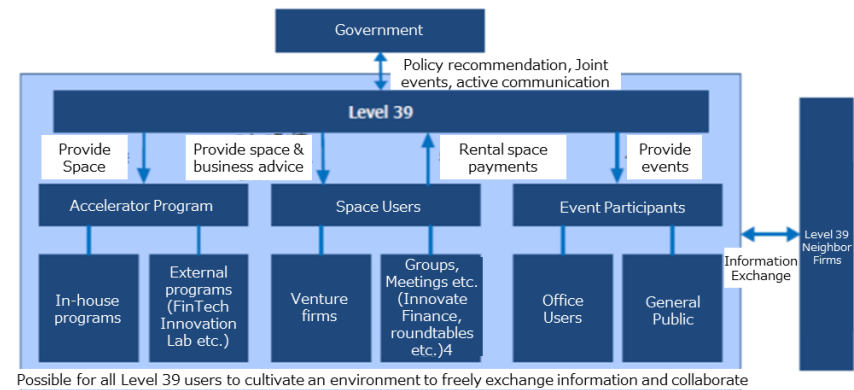 Government
Policy recommendation, Joint
events, active communication
Level 39
Provide
Space
Provide space &
business advice
Rental space
payments
Provide
events
Accelerator Program
Space Users
Event Participants
In-house
programs
External
programs
(FinTech
Innovation
Lab etc.)
Venture
firms
Groups,
Meetings etc.
(Innovate
Finance,
roundtables
etc.)4
Office
Users
General
Public
Information
Exchange
Level 39
Neighbor
Firms
Possible for all Level 39 users to cultivate an environment to freely exchange information and collaborate